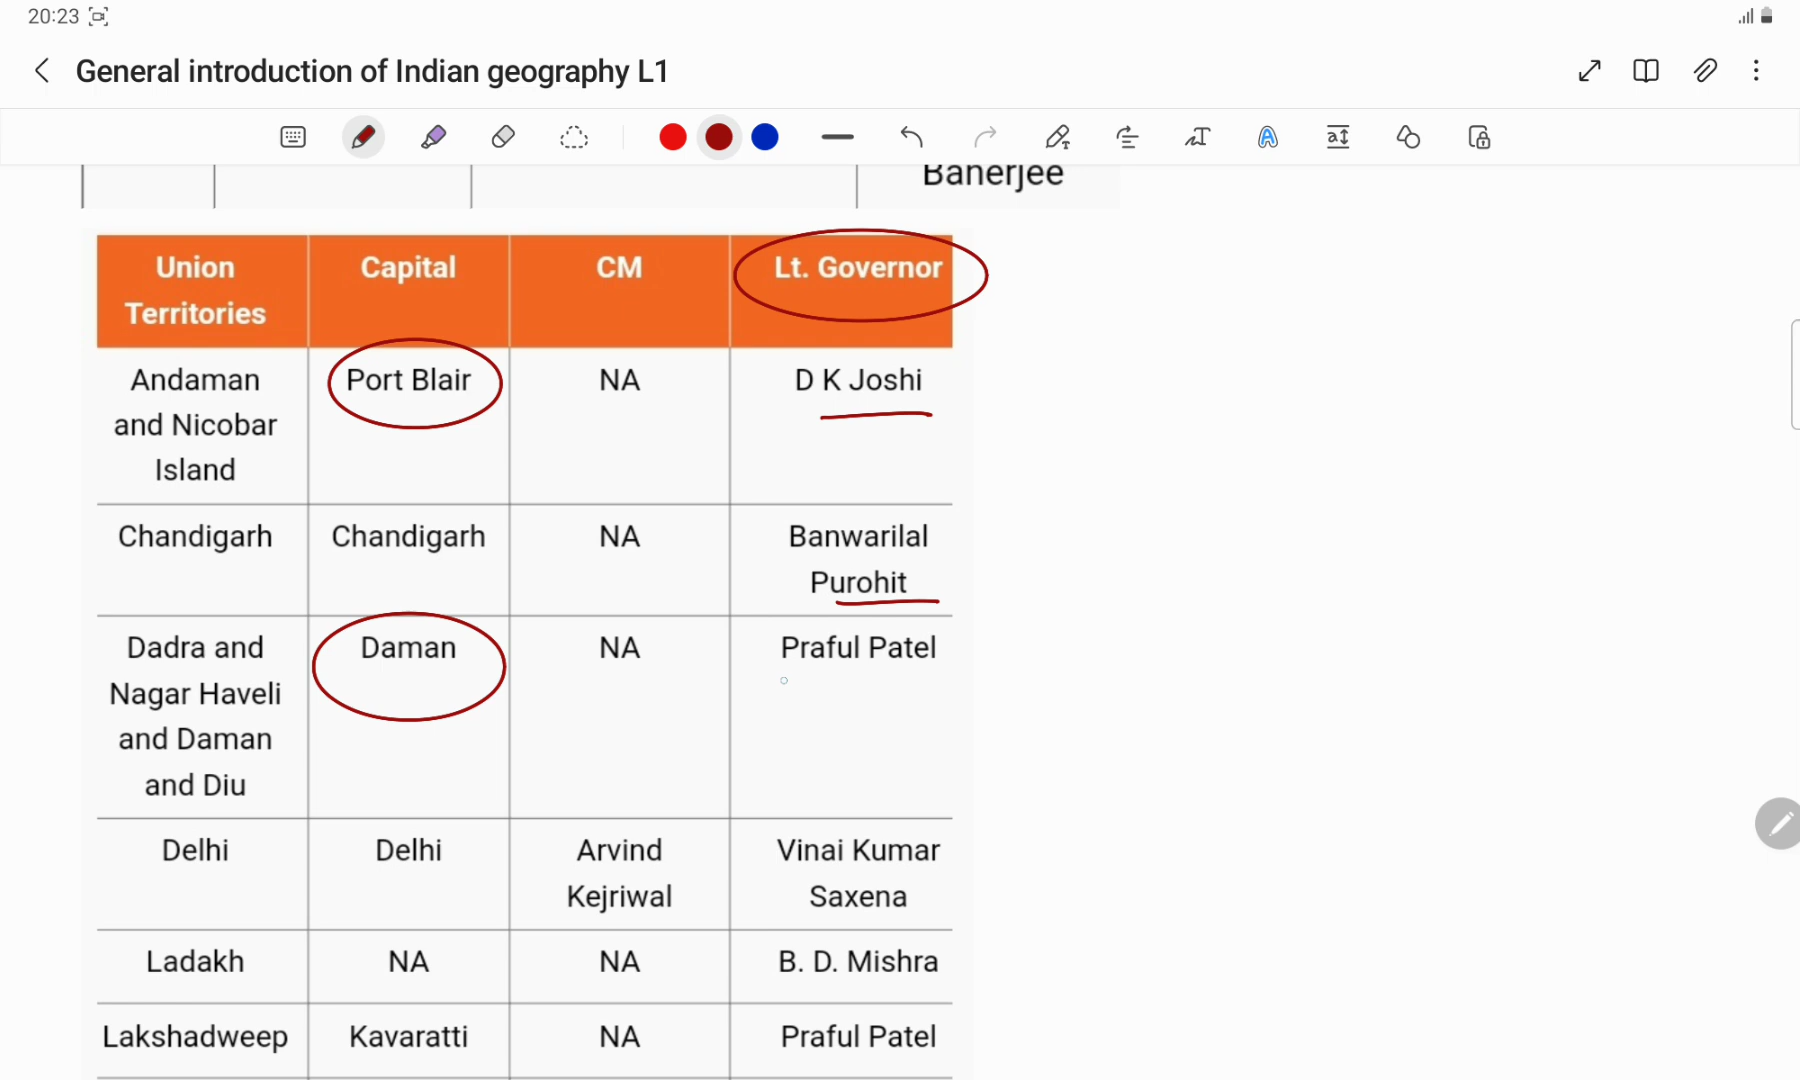 20:23
General introduction of Indian geography L1
Banerjee
Union Territories
Capital
CM
Lt. Governor
Andaman and Nicobar Island
Port Blair
NA
D K Joshi
Chandigarh
Chandigarh
NA
Banwarilal Purohit
Dadra and Nagar Haveli and Daman and Diu
Daman
NA
Praful Patel
Delhi
Delhi
Arvind Kejriwal
Vinai Kumar Saxena
Ladakh
NA
NA
B. D. Mishra
Lakshadweep
Kavaratti
NA
Praful Patel